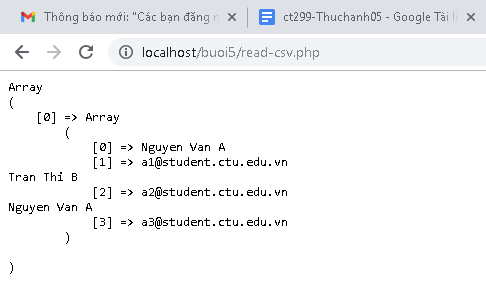 Thông báo mới: "Các bạn đăng n
ct299-Thuchanh05 - Google Tài li
localhost/buoi5/read-csv.php
Array
(
[0] => Array
(
[0] => Nguyen Van A
[1] => a1@student.ctu.edu.vn
Tran Thi B
[2] => a2@student.ctu.edu.vn
Nguyen Van A
[3] => a3@student.ctu.edu.vn
)
)